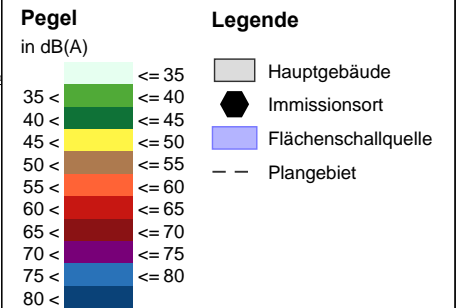 Pegel
in dB(A)
<= 35
35 < <= 40
40 < <= 45
45 < <= 50
50 < <= 55
55 < <= 60
60 < <= 65
65 < <= 70
70 < <= 75
75 < <= 80
80 <
Legende
Hauptgebäude
Immissionsort
Flächenschallquelle
Plangebiet